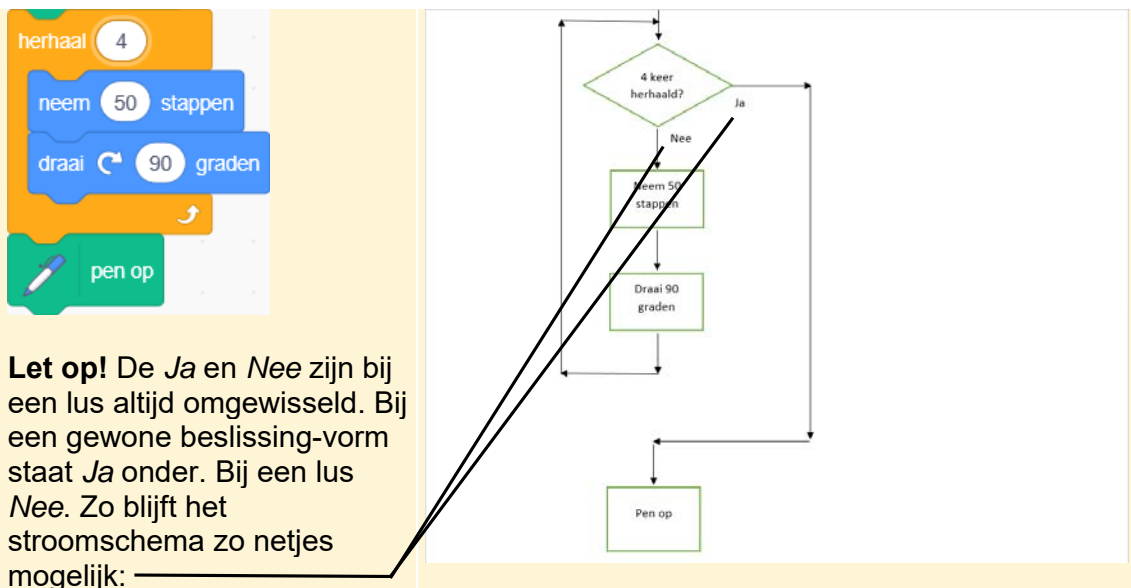 herhaal 4
neem 50 stappen
draai 90 graden
pen op
Let op! De Ja en Nee zijn bij
een lus altijd omgewisseld. Bij
een gewone beslissing-vorm
staat Ja onder. Bij een lus
Nee. Zo blijft het
stroomschema zo netjes
mogelijk:
4 keer
herhaald?
Ja
Nee
Neem 50
stappen
Draai 90
graden
Pen op